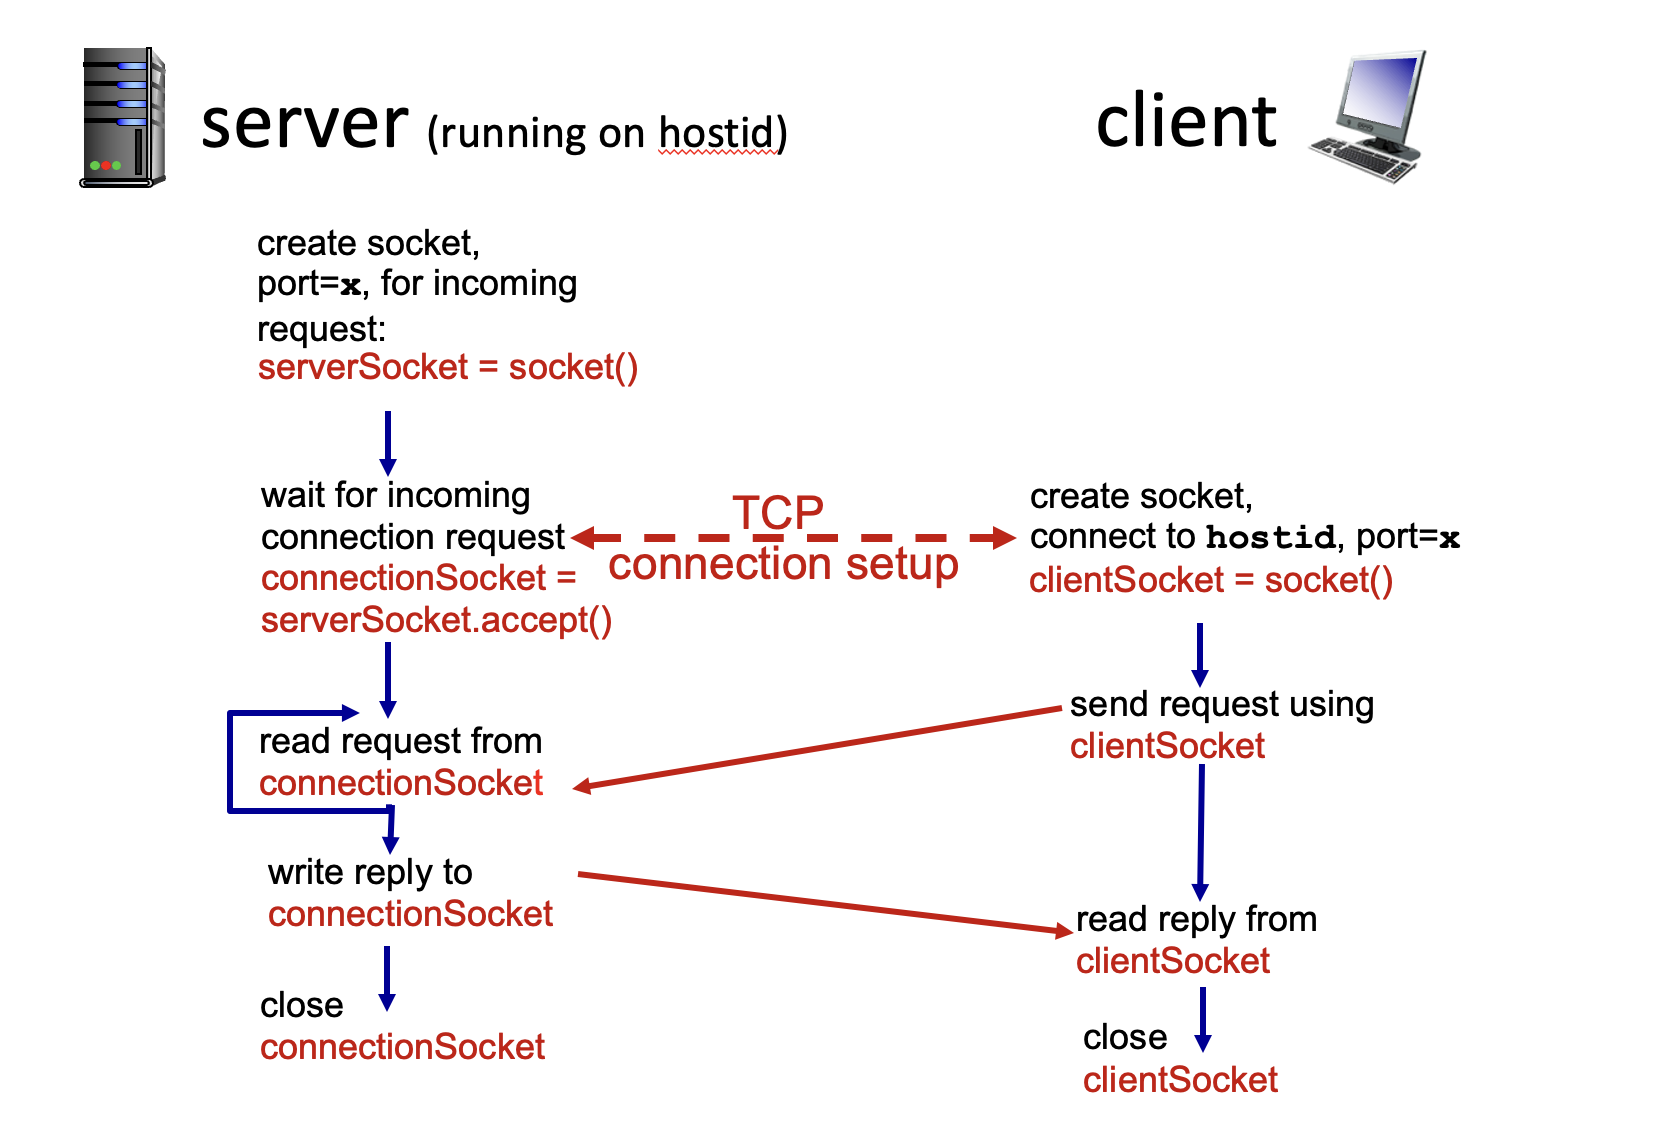 server (running on hostid)
client
create socket,
port=x, for incoming
request:
serverSocket = socket()
wait for incoming
connection request
connectionSocket =
serverSocket.accept()
TCP
connection setup
create socket,
connect to hostid, port=x
clientSocket = socket()
read request from
connectionSocket
send request using
clientSocket
write reply to
connectionSocket
read reply from
clientSocket
close
connectionSocket
close
clientSocket